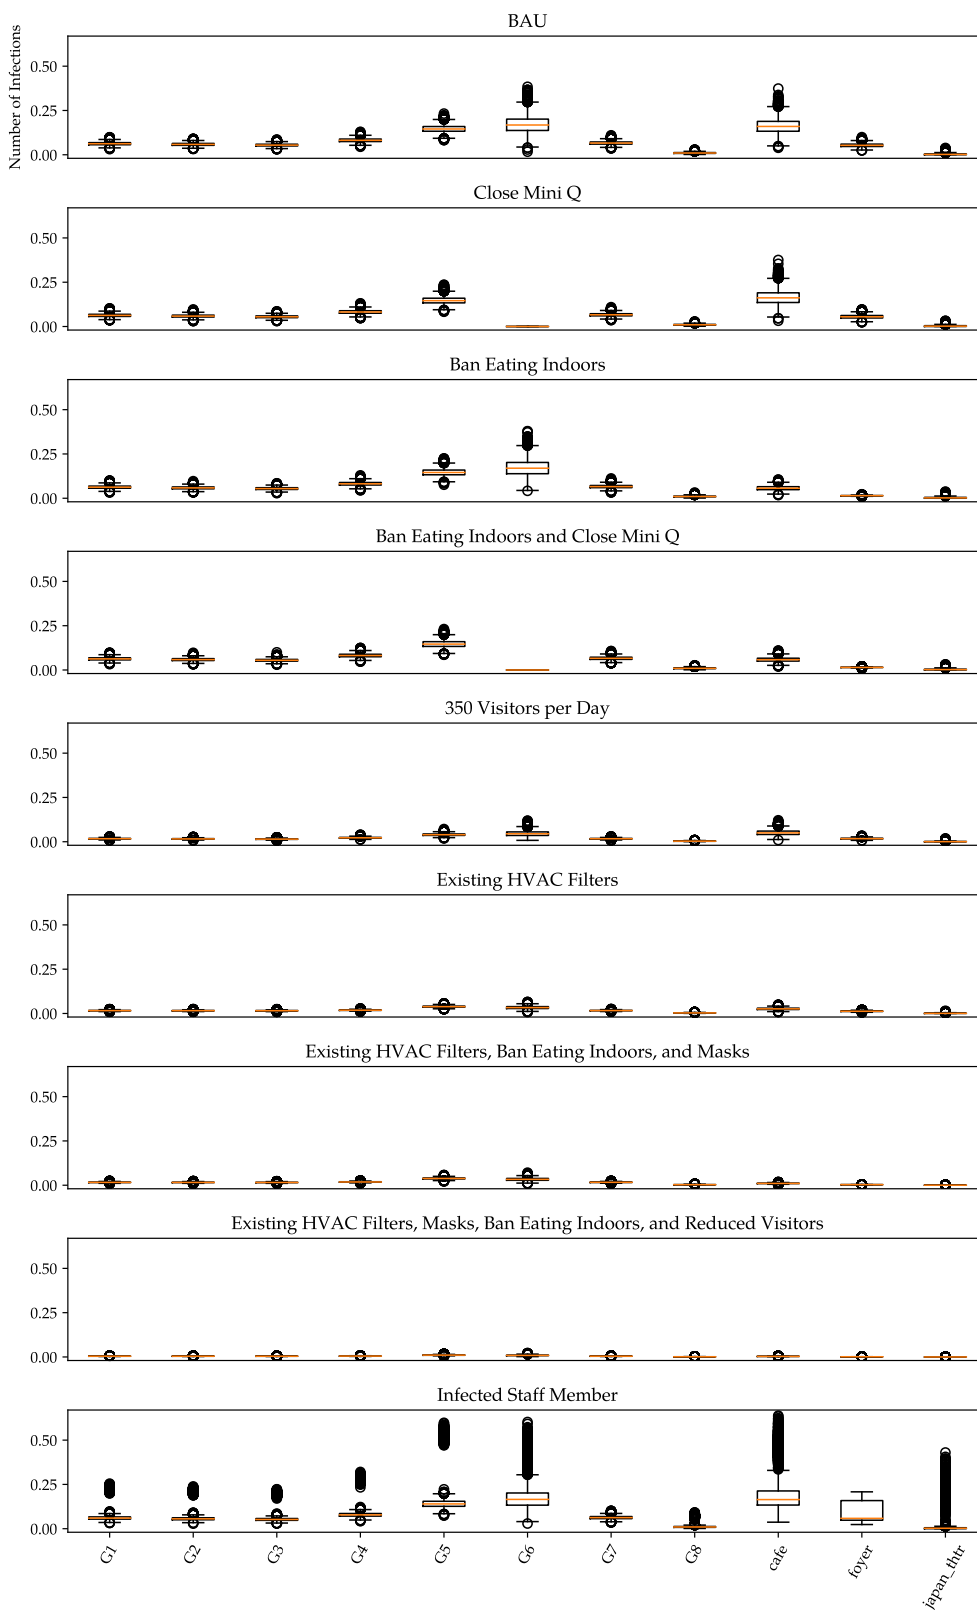 BAU
Number of Infections
0.50
0.25
0.00
Close Mini Q
0.50
0.25
0.00
Ban Eating Indoors
0.50
0.25
0.00
Ban Eating Indoors and Close Mini Q
0.50
0.25
0.00
350 Visitors per Day
0.50
0.25
0.00
Existing HVAC Filters
0.50
0.25
0.00
Existing HVAC Filters, Ban Eating Indoors, and Masks
0.50
0.25
0.00
Existing HVAC Filters, Masks, Ban Eating Indoors, and Reduced Visitors
0.50
0.25
0.00
Infected Staff Member
0.50
0.25
0.00
G1 G2 G3 G4 G5 G6 G7 G8 cafe foyer japan_thtr